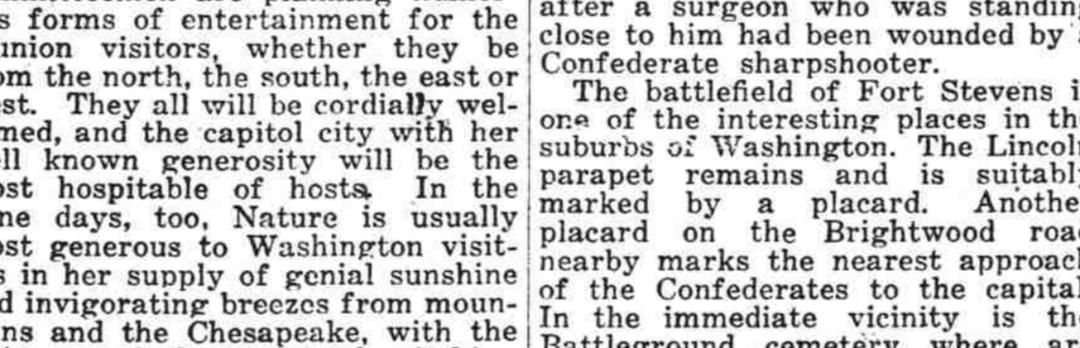 s forms of entertainment for the
union visitors, whether they be
om the north, the south, the east or
est. They all will be cordially wel-
med, and the capitol city with her
ll known generosity will be the
ost hospitable of hosts. In the
ne days, too, Nature is usually
ost generous to Washington visit-
s in her supply of genial sunshine
d invigorating breezes from moun-
ns and the Chesapeake, with the
after a surgeon who was standin
close to him had been wounded by
Confederate sharpshooter.
The battlefield of Fort Stevens i
one of the interesting places in th
suburbs of Washington. The Lincol
parapet remains and is suitabl
marked by a placard. Anothe
placard on the Brightwood roa
nearby marks the nearest approac
of the Confederates to the capital
In the immediate vicinity is th
Battleground cemetery where ar